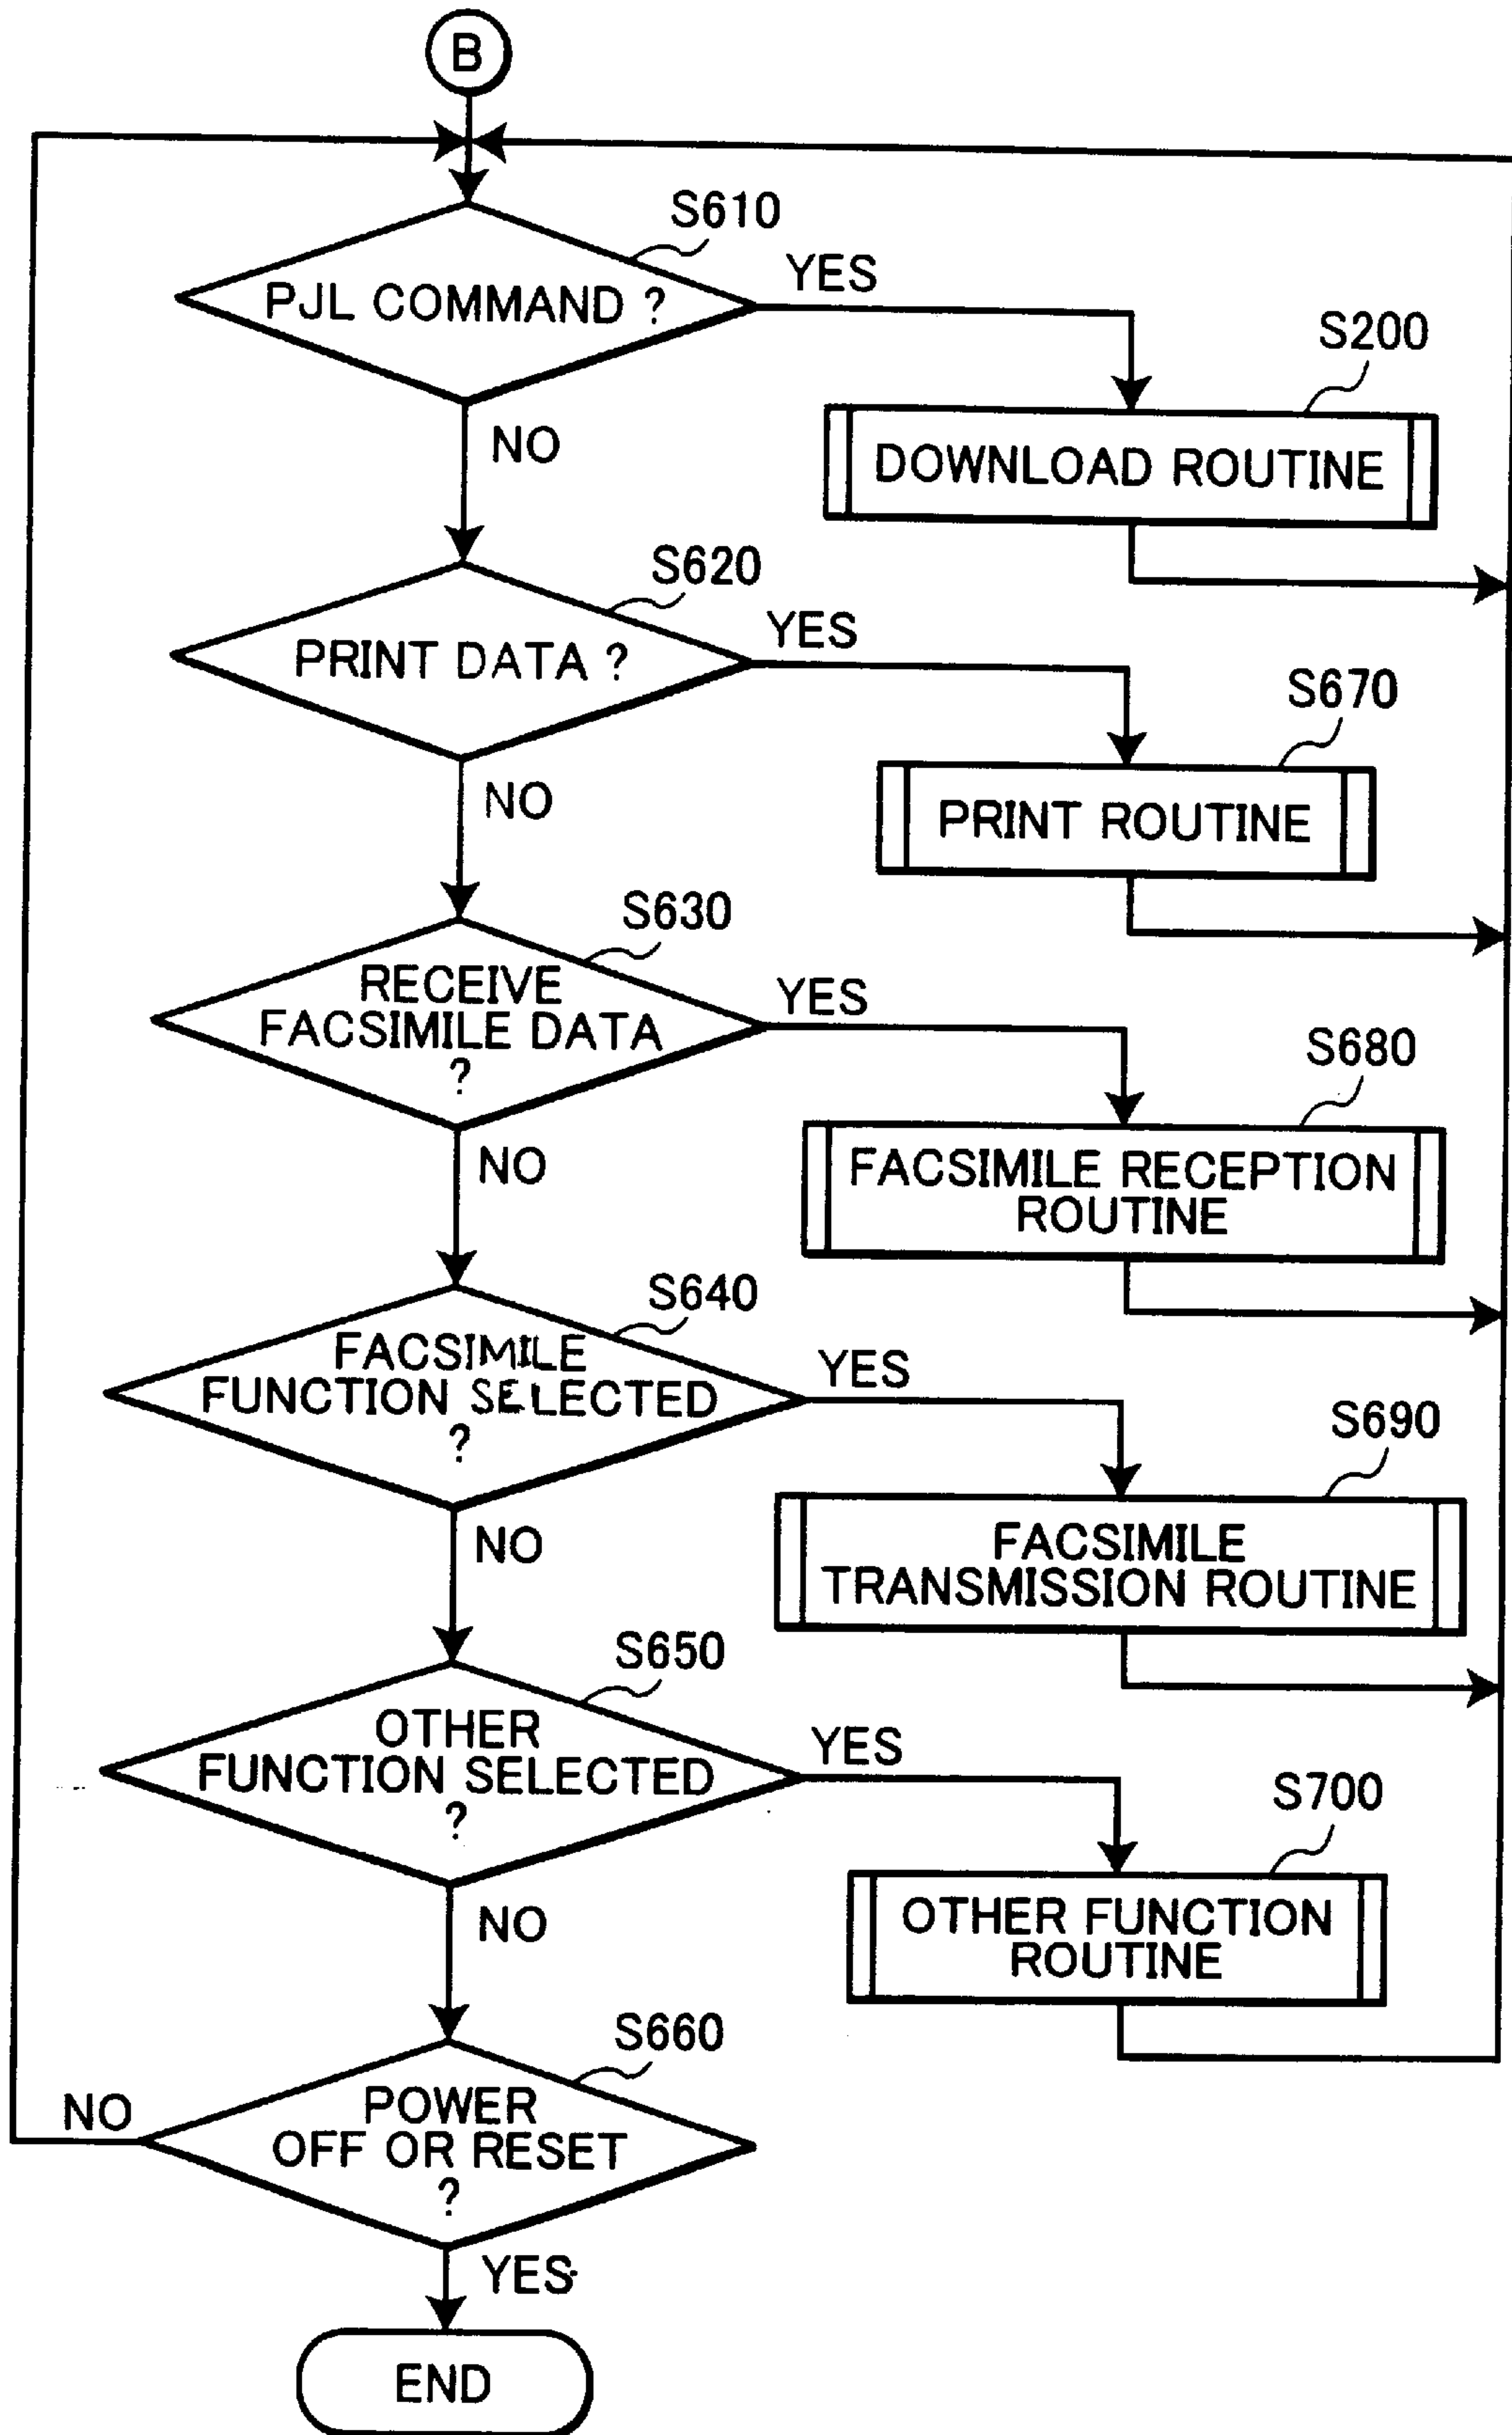 B
S610
PJL COMMAND ?
YES
NO
S200
DOWNLOAD ROUTINE
S620
PRINT DATA ?
YES
NO
S670
PRINT ROUTINE
S630
RECEIVE
FACSIMILE DATA
?
YES
NO
S680
FACSIMILE RECEPTION
ROUTINE
S640
FACSIMILE
FUNCTION SELECTED
?
YES
NO
S690
FACSIMILE
TRANSMISSION ROUTINE
S650
OTHER
FUNCTION SELECTED
?
YES
NO
S700
OTHER FUNCTION
ROUTINE
S660
POWER
OFF OR RESET
?
NO
YES
END